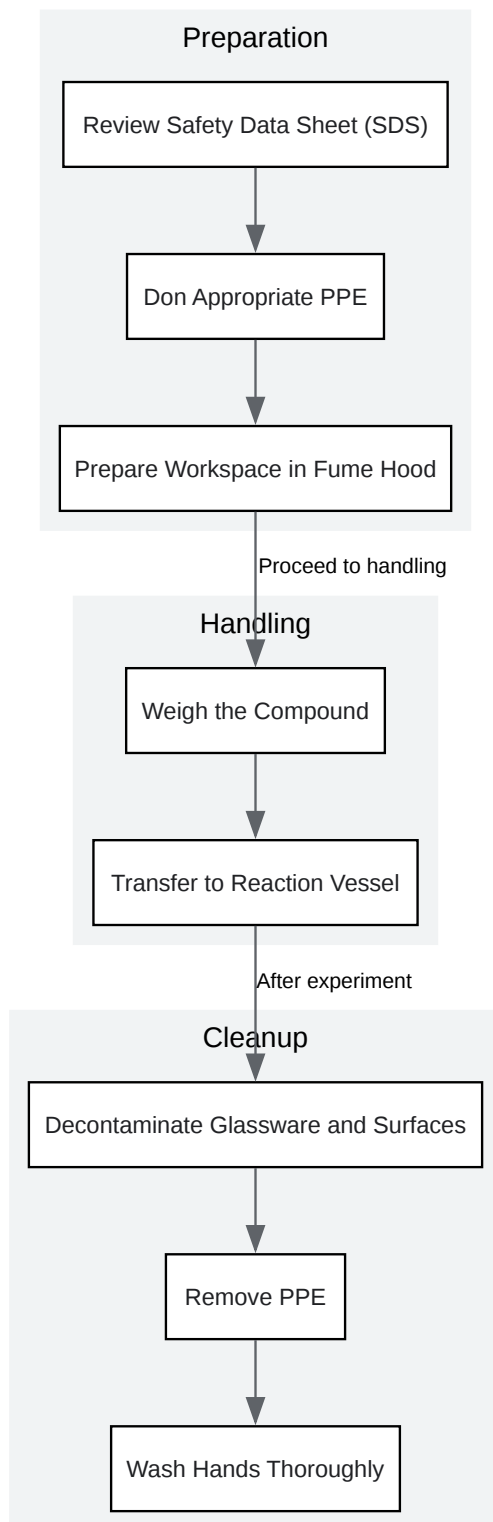 Preparation
Review Safety Data Sheet (SDS)
Don Appropriate PPE
Prepare Workspace in Fume Hood
Proceed to handling
Handling
Weigh the Compound
Transfer to Reaction Vessel
After experiment
Cleanup
Decontaminate Glassware and Surfaces
Remove PPE
Wash Hands Thoroughly